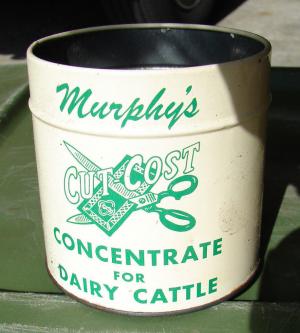 Murphy's
CUT COST
CONCENTRATE
FOR
DAIRY CATTLE